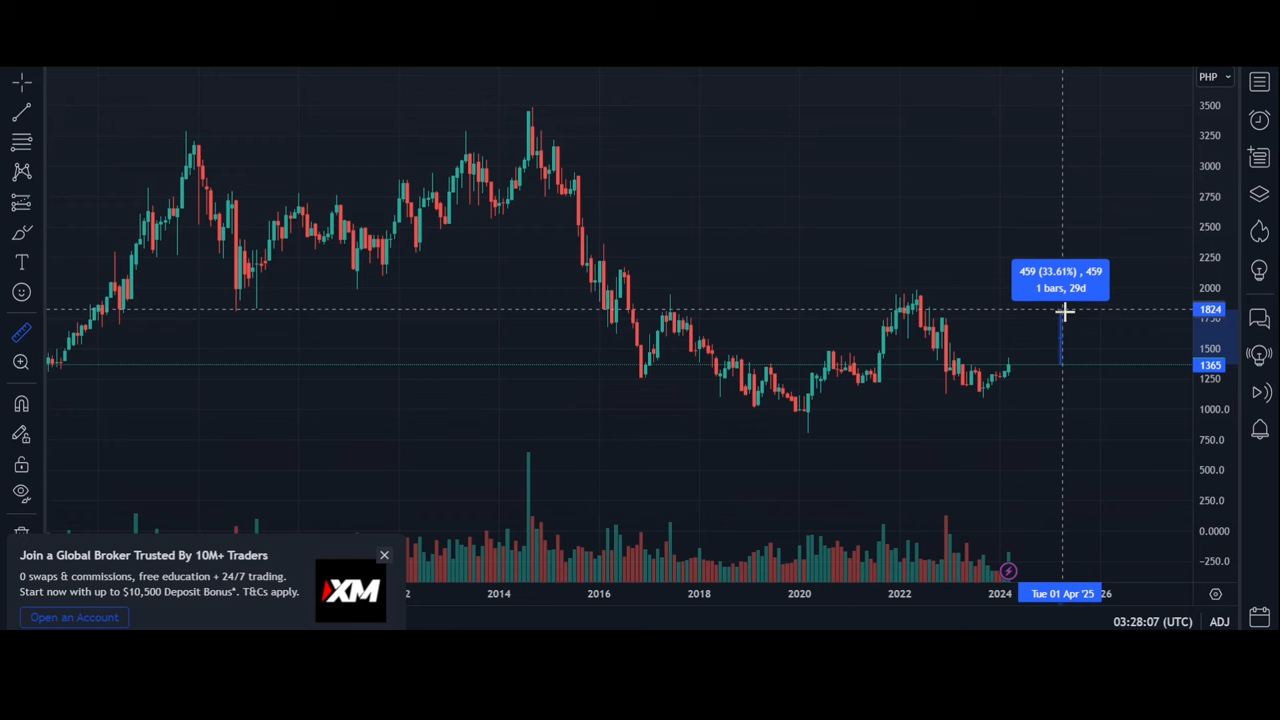 PHP
3500
3250
3000
2750
2500
2250
459 (33.61%) , 459
1 bars, 29d
2000
1824
1500
1365
1250
1000.0
750.0
500.0
250.0
0.0000
-250.0
Join a Global Broker Trusted By 10M+ Traders
0 swaps & commissions, free education + 24/7 trading.
Start now with up to $10,500 Deposit Bonus*. T&Cs apply.
XM
Open an Account
2 2014 2016 2018 2020 2022 2024 Tue 01 Apr '25 26
03:28:07 (UTC) ADJ